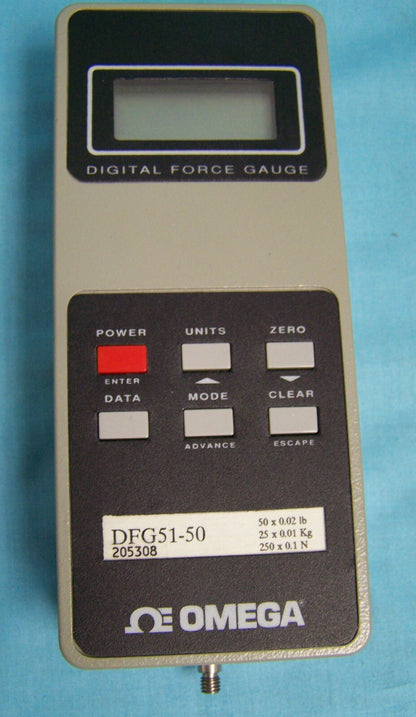 DIGITAL FORCE GAUGE
POWER UNITS ZERO
ENTER
DATA MODE CLEAR
ADVANCE ESCAPE
DFG51-50
205308
50 x 0.02 lb
25 x 0.01 Kg
250 x 0.1 N
ΩE OMEGA